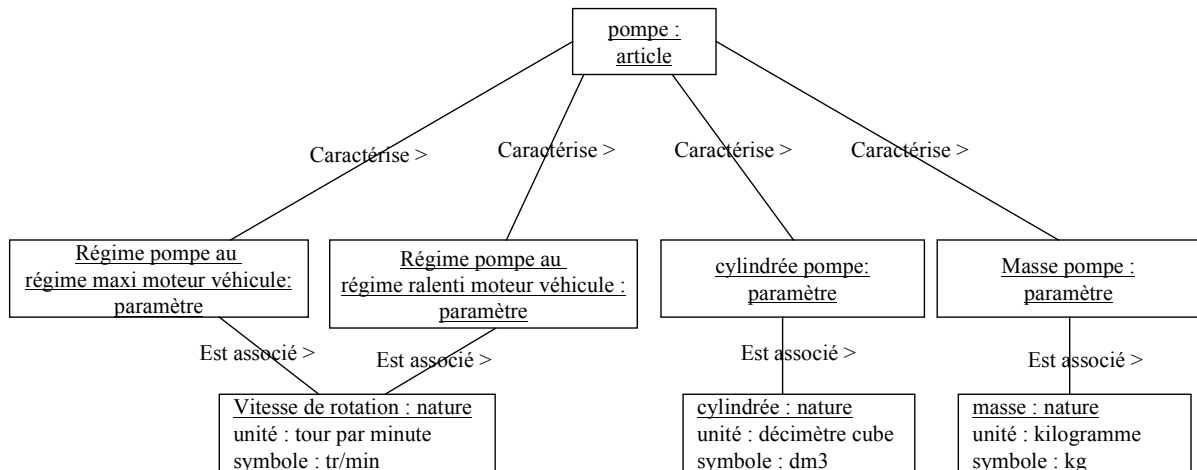 pompe :
article
Caractérise >
Caractérise >
Caractérise >
Caractérise >
Régime pompe au
régime maxi moteur véhicule:
paramètre
Régime pompe au
régime ralenti moteur véhicule :
paramètre
cylindrée pompe:
paramètre
Masse pompe :
paramètre
Est associé >
Est associé >
Est associé >
Est associé >
Vitesse de rotation : nature
unité : tour par minute
symbole : tr/min
cylindrée : nature
unité : décimètre cube
symbole : dm3
masse : nature
unité : kilogramme
symbole : kg